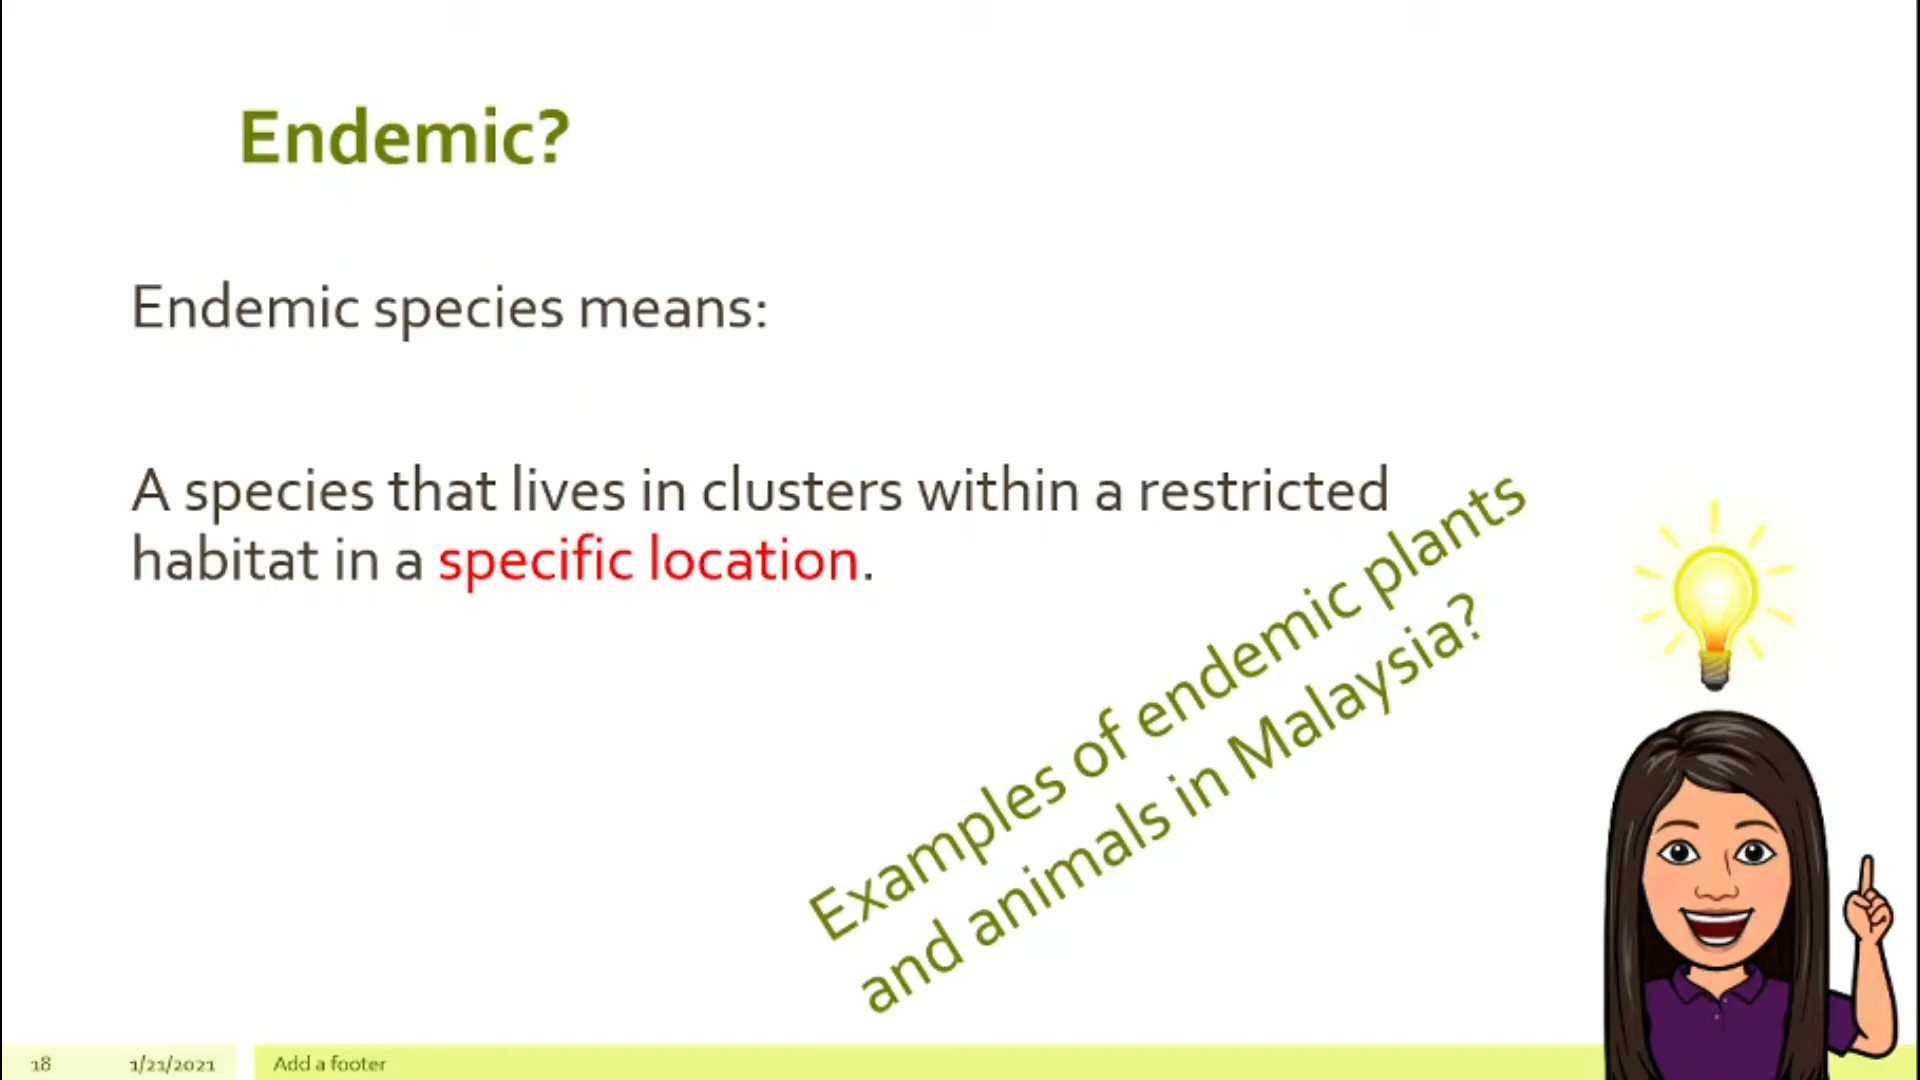 Endemic?
Endemic species means:
A species that lives in clusters within a restricted
habitat in a specific location.
Examples of endemic plants
and animals in Malaysia?
18
1/21/2021
Add a footer